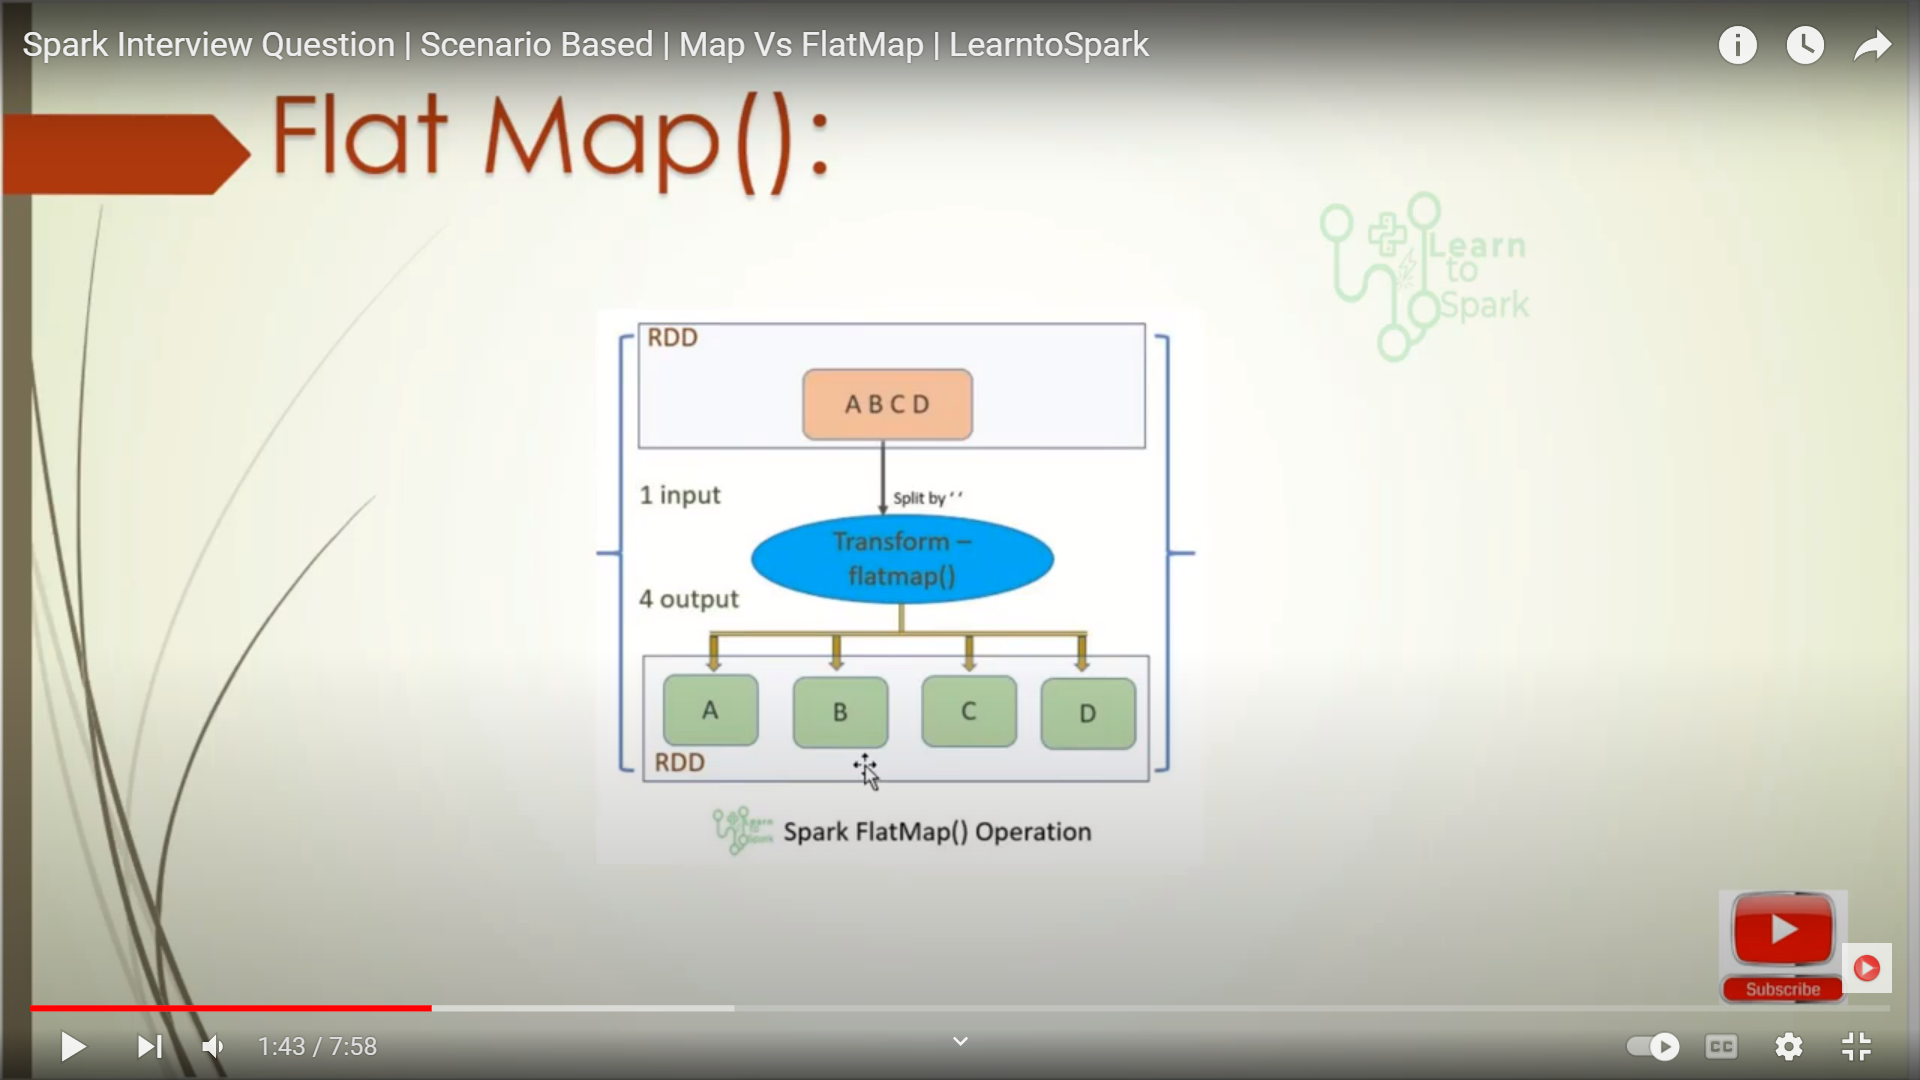 Spark Interview Question | Scenario Based | Map Vs FlatMap | LearntoSpark
Flat Map():
Learn
to
Spark
RDD
A B C D
1 input
Split by ‘ ‘
Transform –
flatmap()
4 output
A
B
C
D
RDD
Spark FlatMap() Operation
Subscribe
1:43 / 7:58
CC